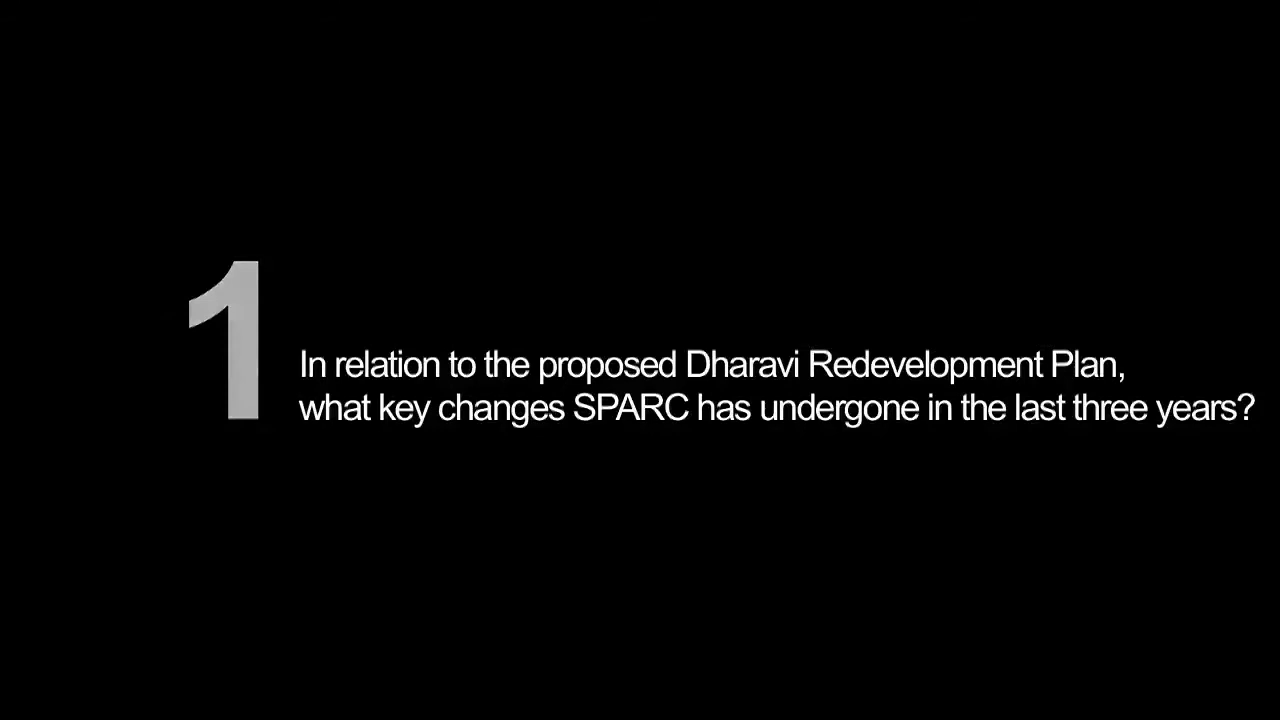 1
In relation to the proposed Dharavi Redevelopment Plan,
what key changes SPARC has undergone in the last three years?